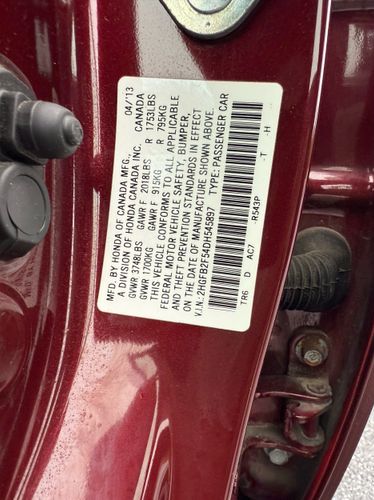 MFD. BY HONDA OF CANADA MFG. 04/13
A DIVISION OF HONDA CANADA INC. CANADA
GVWR 3748LBS GAWR F 2018LBS R 1753LBS
GVWR 1700KG GAWR F 915KG R 795KG
THIS VEHICLE CONFORMS TO ALL APPLICABLE
FEDERAL MOTOR VEHICLE SAFETY, BUMPER,
AND THEFT PREVENTION STANDARDS IN EFFECT
ON THE DATE OF MANUFACTURE SHOWN ABOVE.
V.I.N.: 2HGFB2F54DH545897 TYPE: PASSENGER CAR
TR6 D AC7 R543P T H